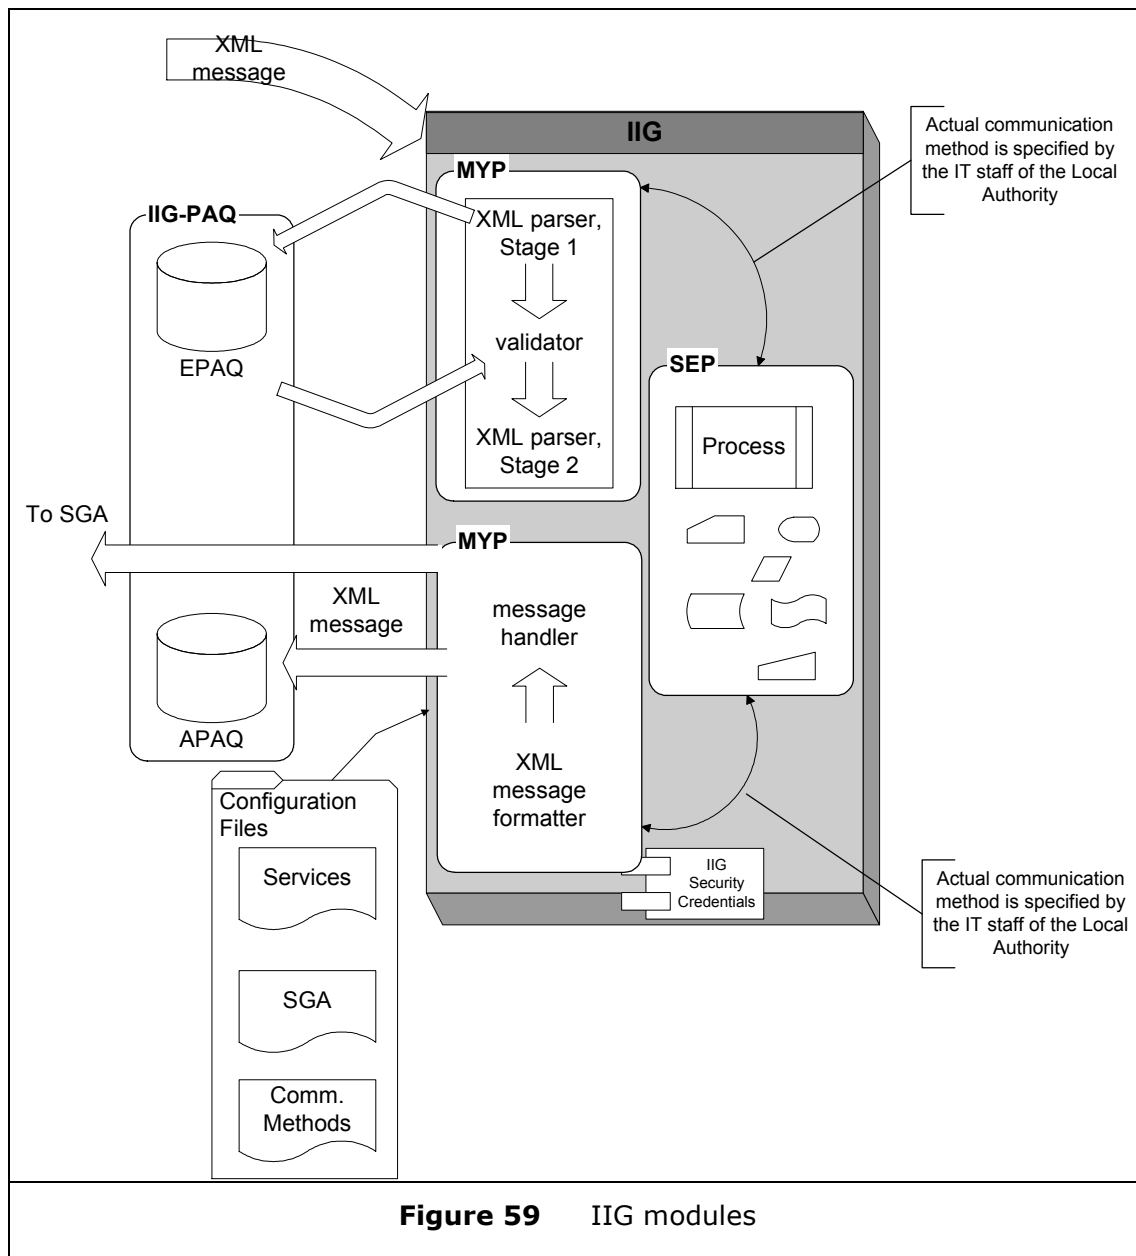 XML
message
IIG
Actual communication
method is specified by
the IT staff of the Local
Authority
MYP
XML parser,
Stage 1
validator
XML parser,
Stage 2
IIG-PAQ
EPAQ
SEP
Process
To SGA
MYP
XML
message
message
handler
XML
message
formatter
APAQ
Configuration
Files
Services
SGA
Comm.
Methods
IIG
Security
Credentials
Actual communication
method is specified by
the IT staff of the Local
Authority
Figure 59 IIG modules